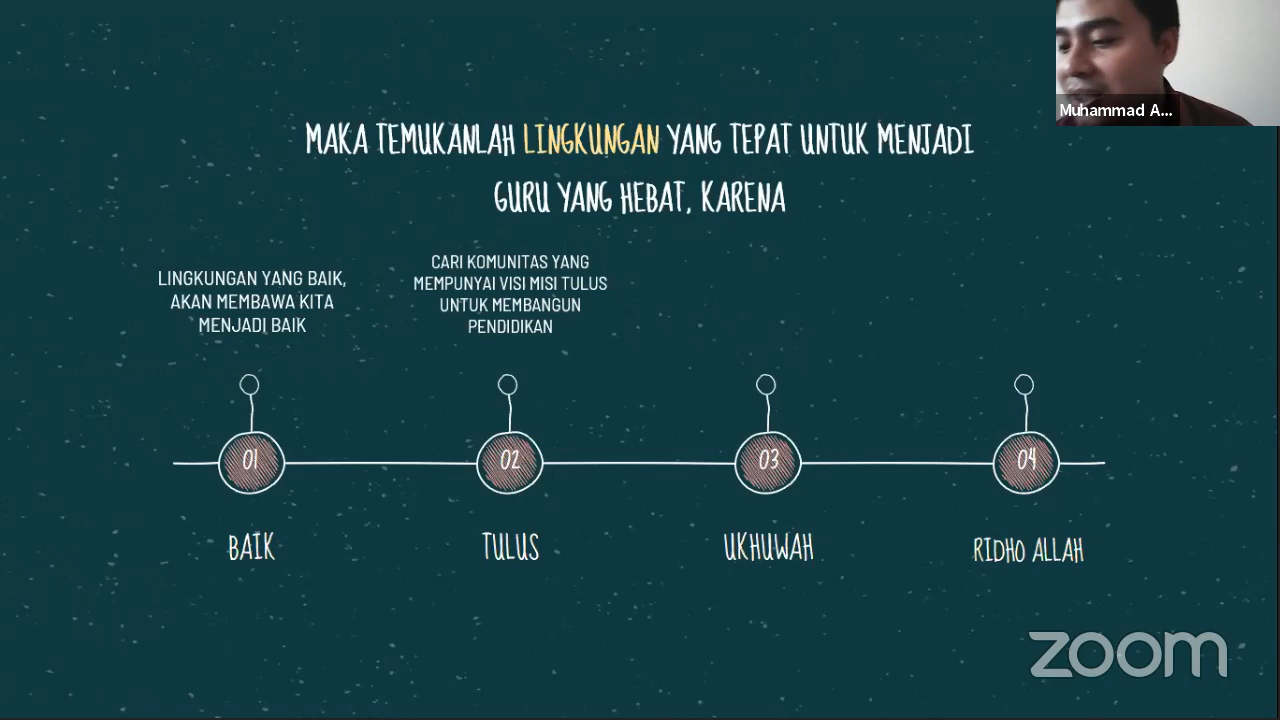 Muhammad A...
MAKA TEMUKANLAH LINGKUNGAN YANG TEPAT UNTUK MENJADI
GURU YANG HEBAT, KARENA
LINGKUNGAN YANG BAIK,
AKAN MEMBAWA KITA
MENJADI BAIK
CARI KOMUNITAS YANG
MEMPUNYAI VISI MISI TULUS
UNTUK MEMBANGUN
PENDIDIKAN
01
02
03
04
BAIK
TULUS
UKHUWAH
RIDHO ALLAH
zoom